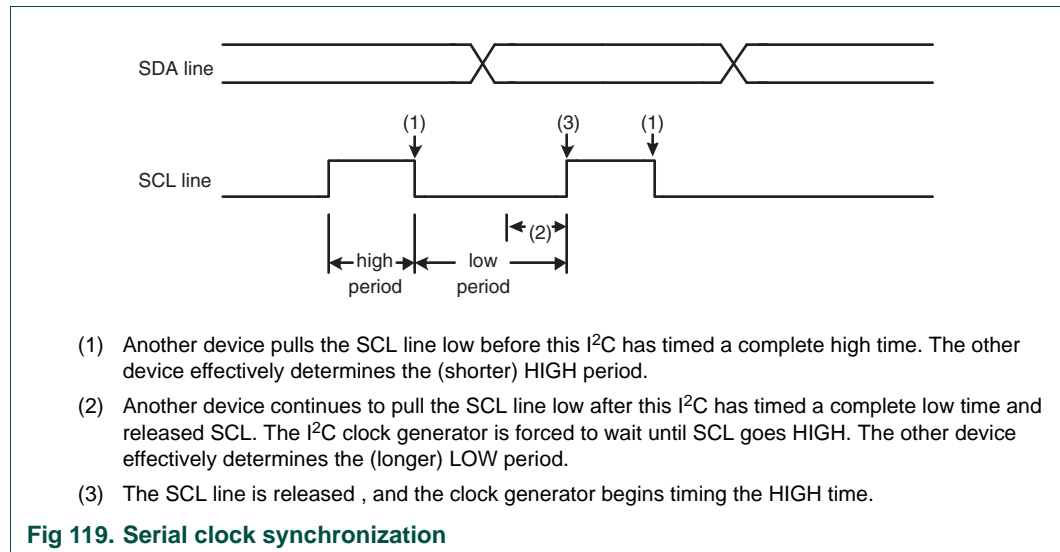 SDA line
(1) (3) (1)
SCL line
(2)
high low
period period
(1) Another device pulls the SCL line low before this I2C has timed a complete high time. The other
device effectively determines the (shorter) HIGH period.
(2) Another device continues to pull the SCL line low after this I2C has timed a complete low time and
released SCL. The I2C clock generator is forced to wait until SCL goes HIGH. The other device
effectively determines the (longer) LOW period.
(3) The SCL line is released , and the clock generator begins timing the HIGH time.
Fig 119. Serial clock synchronization